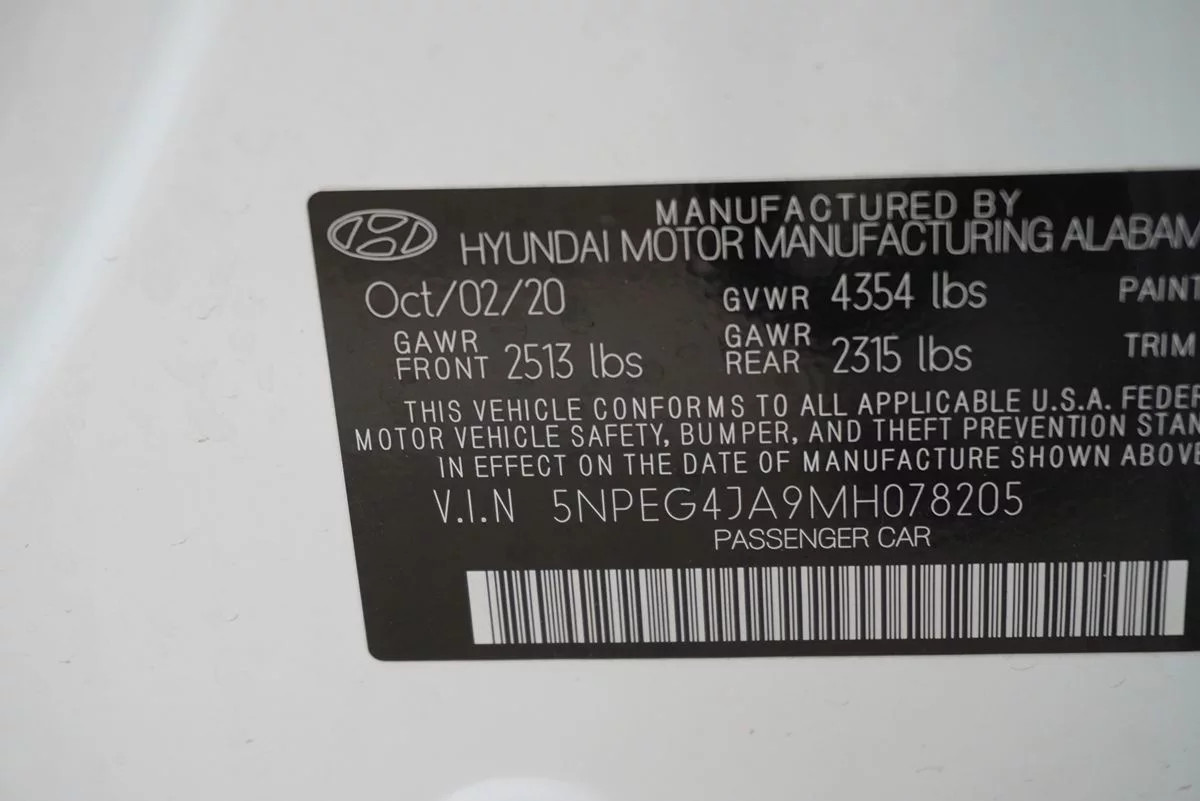 MANUFACTURED BY
HYUNDAI MOTOR MANUFACTURING ALABAM
Oct/02/20 GVWR 4354 lbs PAINT
GAWR FRONT 2513 lbs GAWR REAR 2315 lbs TRIM
THIS VEHICLE CONFORMS TO ALL APPLICABLE U.S.A. FEDER
MOTOR VEHICLE SAFETY, BUMPER, AND THEFT PREVENTION STAN
IN EFFECT ON THE DATE OF MANUFACTURE SHOWN ABOVE
V.I.N 5NPEG4JA9MH078205
PASSENGER CAR